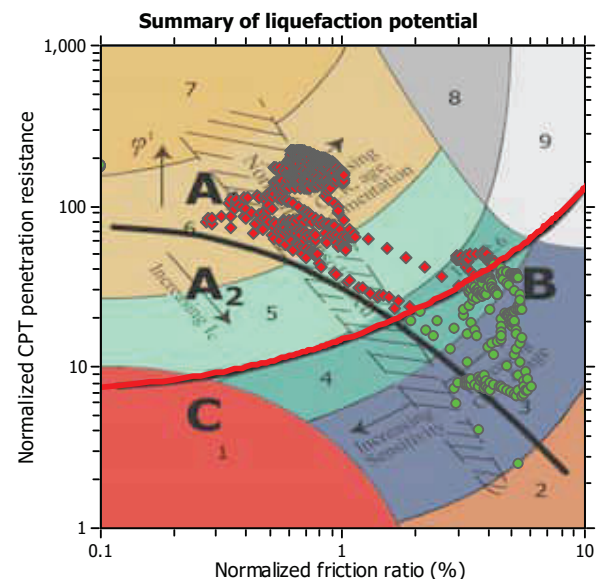 Summary of liquefaction potential
Normalized CPT penetration resistance
1,000
100
10
1
0.1
1
10
Normalized friction ratio (%)
7
8
9
φ'
A
6
A2
Increasing Ic
5
B
4
C
1
3
Increasing
Sensitivity
2